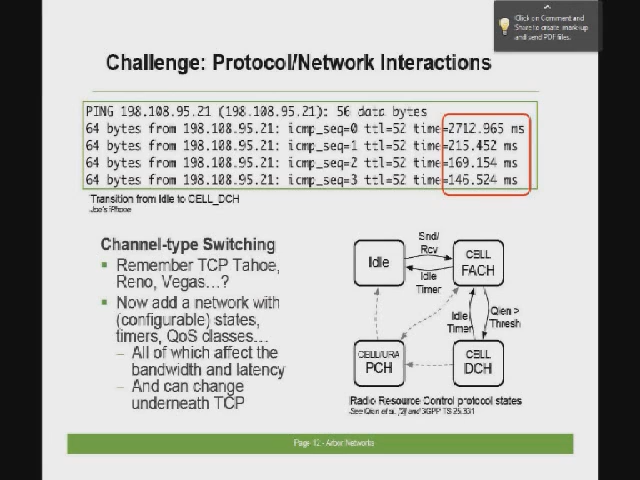 Click on Comment and
Share to create, mark-up
and send PDF files.
Challenge: Protocol/Network Interactions
PING 198.108.95.21 (198.108.95.21): 56 data bytes
64 bytes from 198.108.95.21: icmp_seq=0 ttl=52 time=2712.965 ms
64 bytes from 198.108.95.21: icmp_seq=1 ttl=52 time=215.452 ms
64 bytes from 198.108.95.21: icmp_seq=2 ttl=52 time=169.154 ms
64 bytes from 198.108.95.21: icmp_seq=3 ttl=52 time=146.524 ms
Transition from Idle to CELL_DCH
Joe's iPhone
Channel-type Switching
Remember TCP Tahoe,
Reno, Vegas…?
Now add a network with
(configurable) states,
timers, QoS classes…
– All of which affect the
bandwidth and latency
– And can change
underneath TCP
Idle
Snd/
Rcv
Idle
Timer
CELL
FACH
Idle
Timer
Qlen >
Thresh
CELL/URA
PCH
CELL
DCH
Radio Resource Control protocol states
See Qian et al. [2] and 3GPP TS 25.331
Page 12 - Arbor Networks